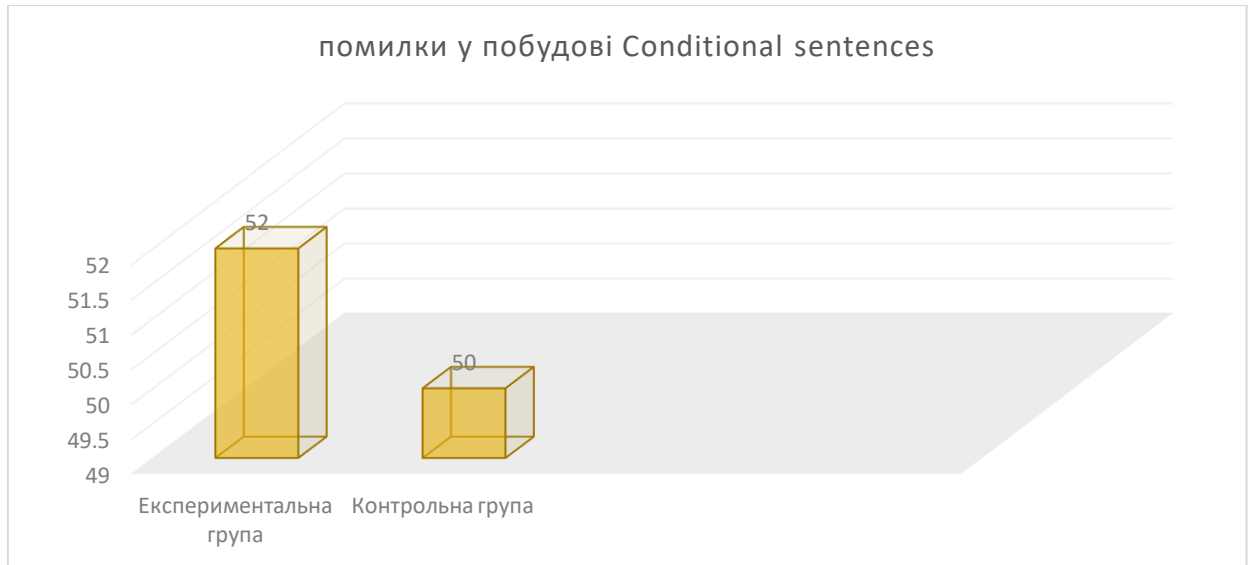 помилки у побудові Conditional sentences
52
50
52
51.5
51
50.5
50
49.5
49
Експериментальна
група
Контрольна група